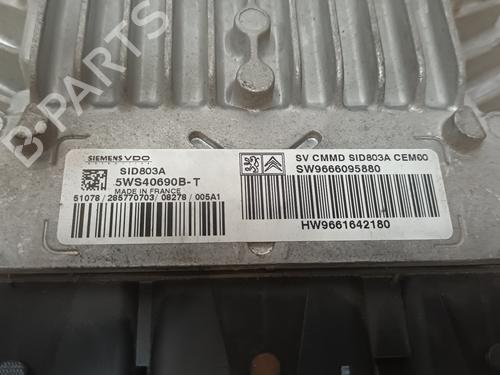 B-PARTS
SIEMENS VDO
SID803A
5WS40690B-T
MADE IN FRANCE
51078 / 285770703 / 08278 / 005A1
SV CMMD SID803A CEM00
SW9666095880
HW9661642180